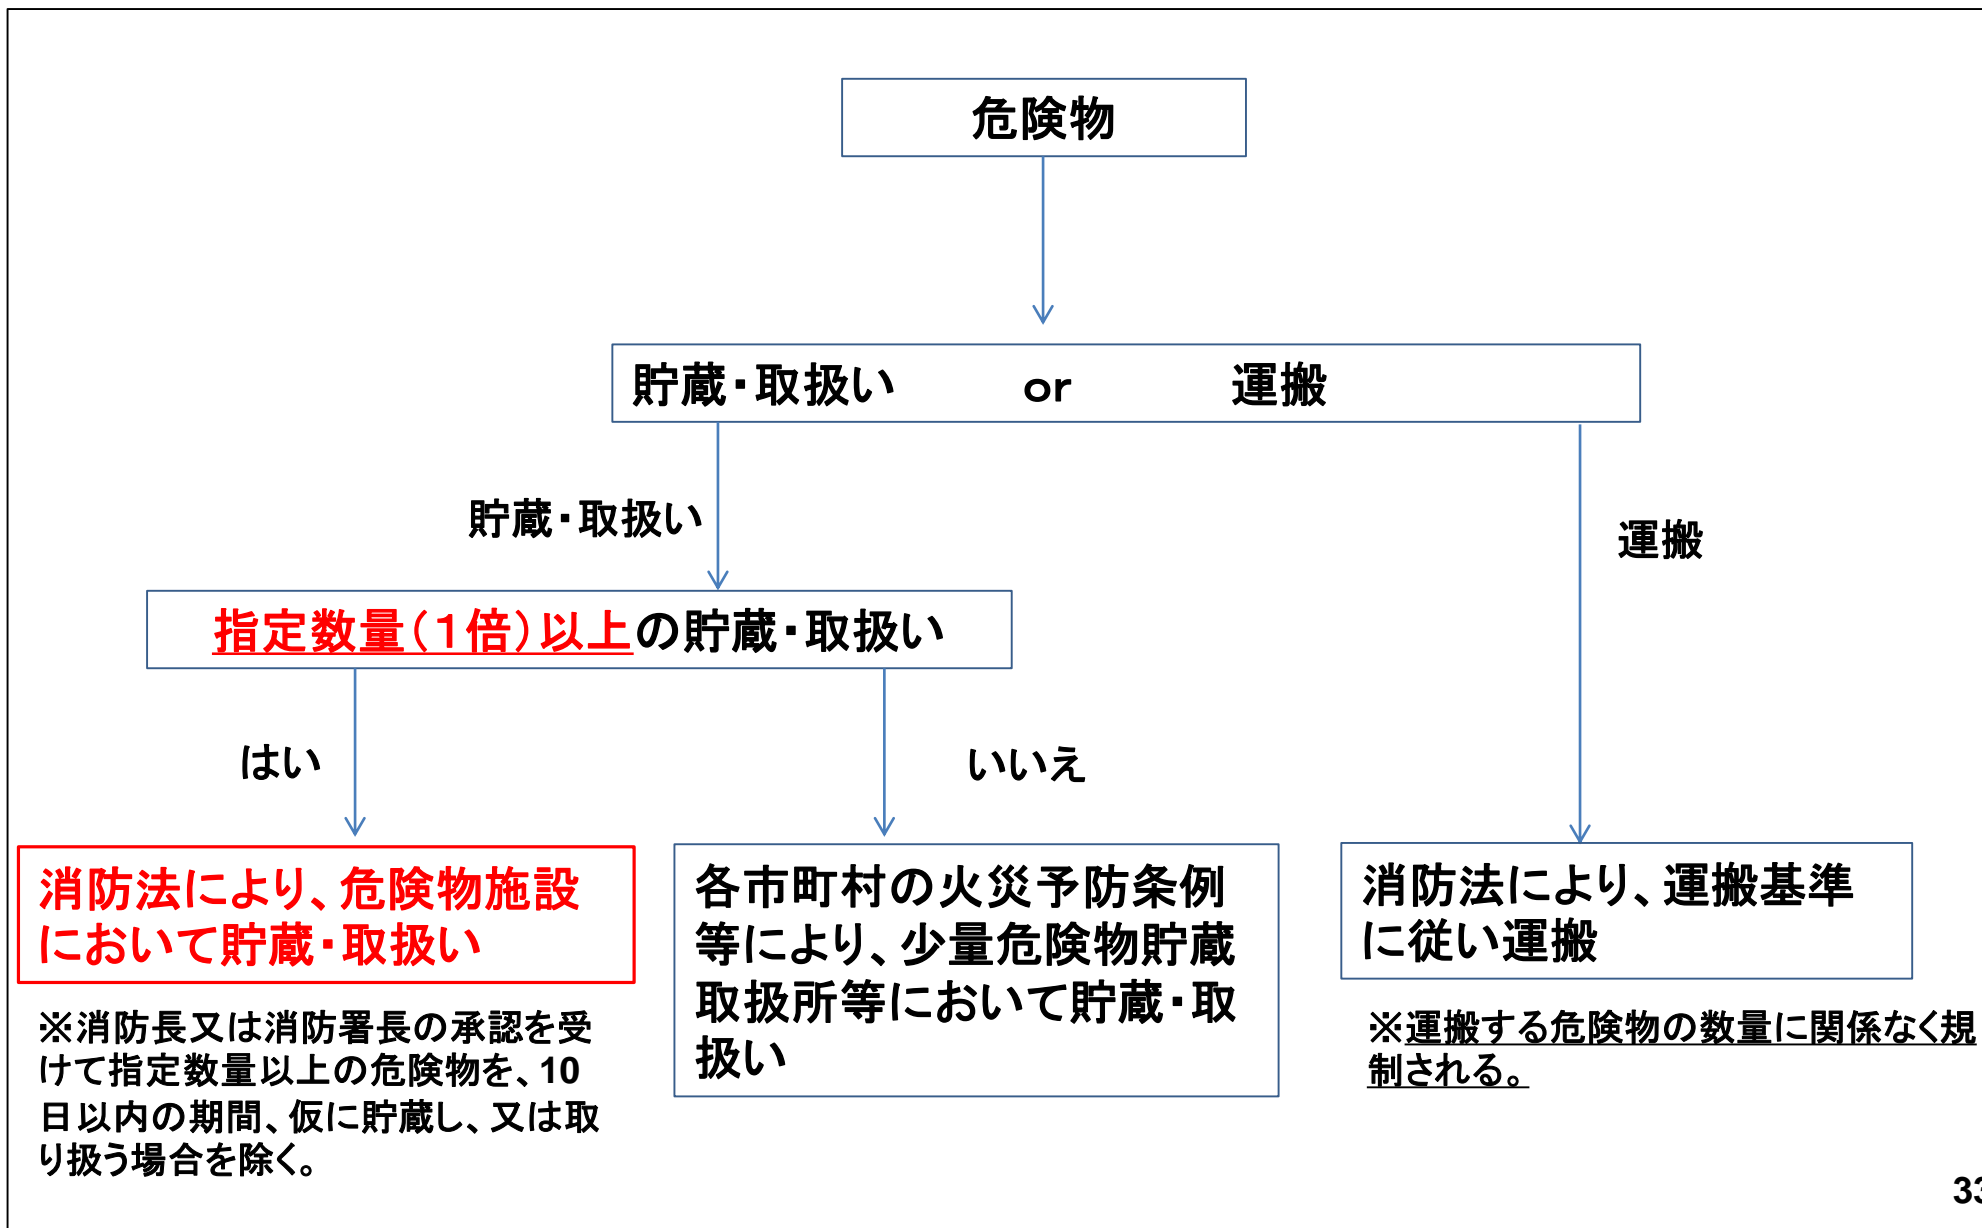 危険物
貯蔵・取扱い　or　運搬
貯蔵・取扱い
運搬
指定数量（１倍）以上の貯蔵・取扱い
はい
いいえ
消防法により、危険物施設
において貯蔵・取扱い
※消防長又は消防署長の承認を受
けて指定数量以上の危険物を、10
日以内の期間、仮に貯蔵し、又は取
り扱う場合を除く。
各市町村の火災予防条例
等により、少量危険物貯蔵
取扱所等において貯蔵・取
扱い
消防法により、運搬基準
に従い運搬
※運搬する危険物の数量に関係なく規
制される。
33